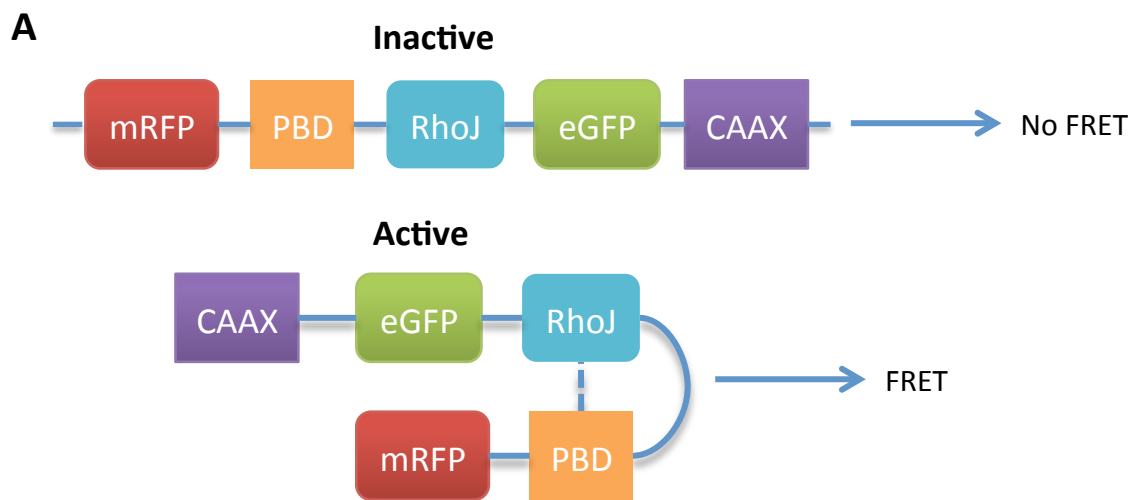 A
Inactive
mRFP PBD RhoJ eGFP CAAX No FRET
Active
CAAX eGFP RhoJ
FRET
mRFP PBD